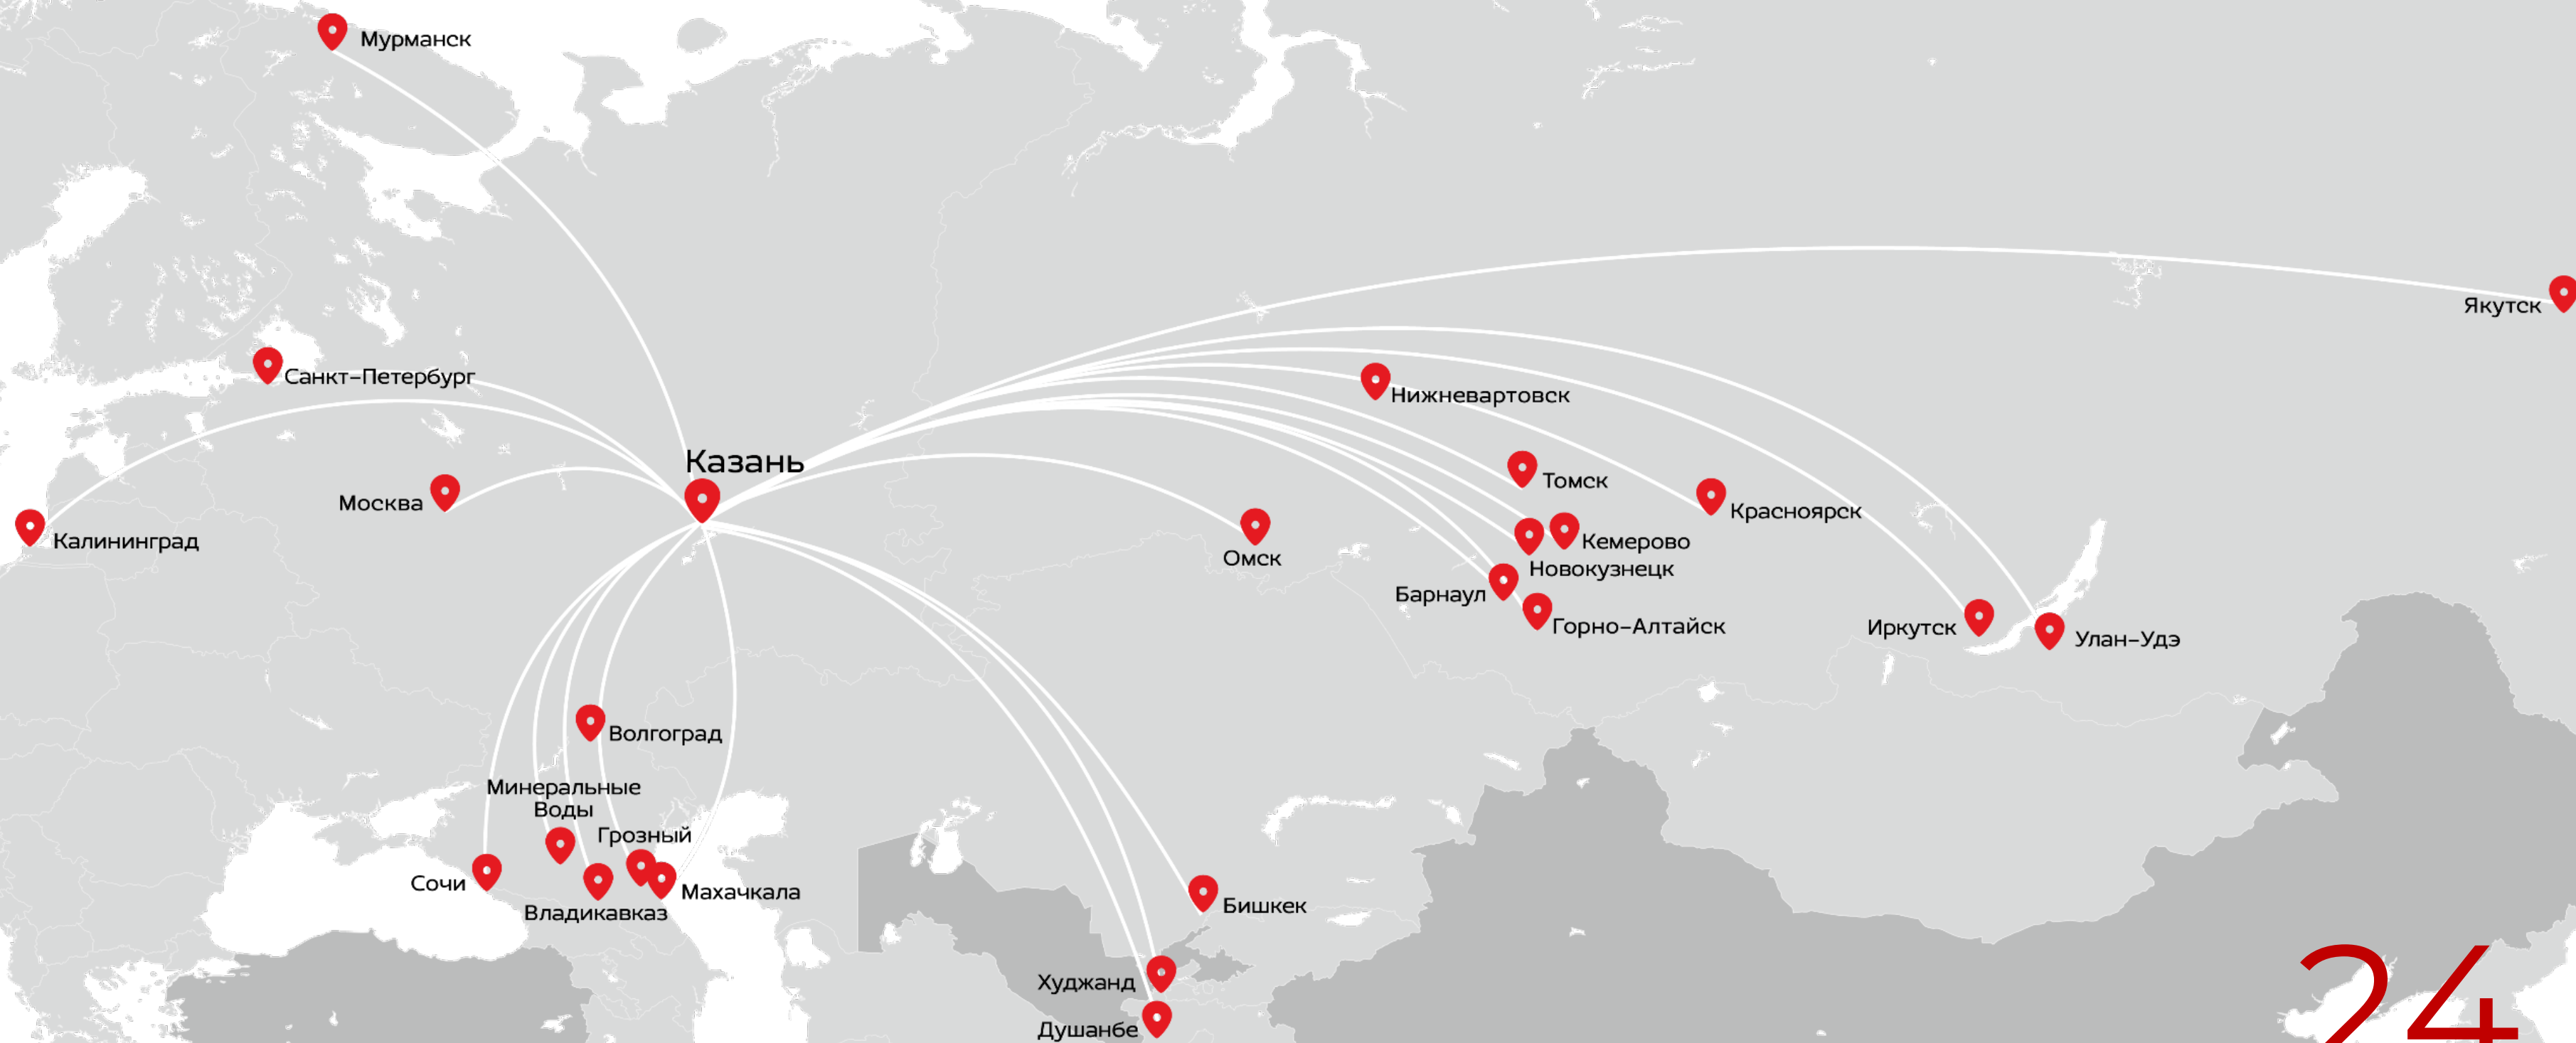 Мурманск
Якутск
Санкт-Петербург
Нижневартовск
Казань
Томск
Москва
Красноярск
Калининград
Кемерово
Омск
Новокузнецк
Барнаул
Горно-Алтайск
Иркутск
Улан-Удэ
Волгоград
Минеральные
Воды
Грозный
Сочи
Махачкала
Владикавказ
Бишкек
Худжанд
Душанбе
24